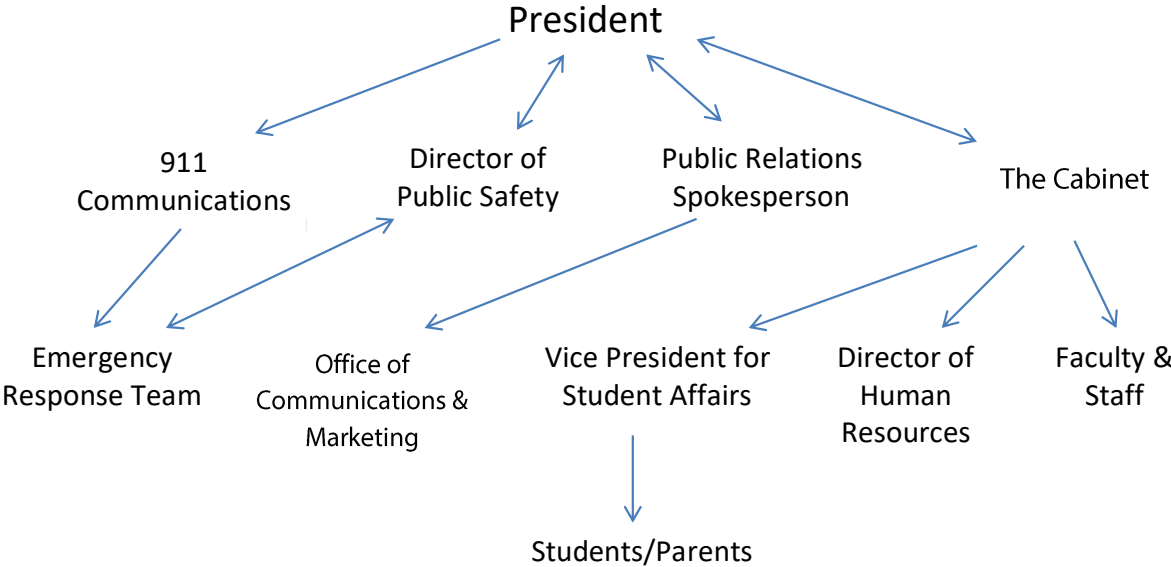 President
911
Communications
Director of
Public Safety
Public Relations
Spokesperson
The Cabinet
Emergency
Response Team
Office of
Communications &
Marketing
Vice President for
Student Affairs
Director of
Human
Resources
Faculty &
Staff
Students/Parents